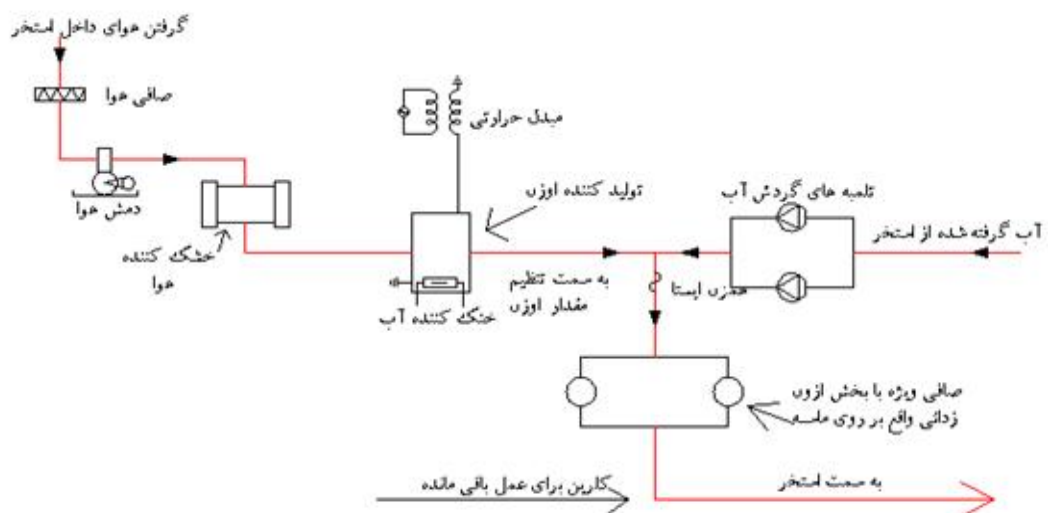 گرفتن هوای داخل استخر
صافی هوا
دمش هوا
خشک کننده
هوا
مبدل حرارتی
تولید کننده اوزن
خنک کننده آب
به سمت تنظیم
مقدار اوزن
تلمبه های گردش آب
آب گرفته شده از استخر
همزن ایستا
صافی ویژه با بخش ازون
زدائی واقع بر روی ماسه
کلرین برای عمل باقی مانده
به سمت استخر